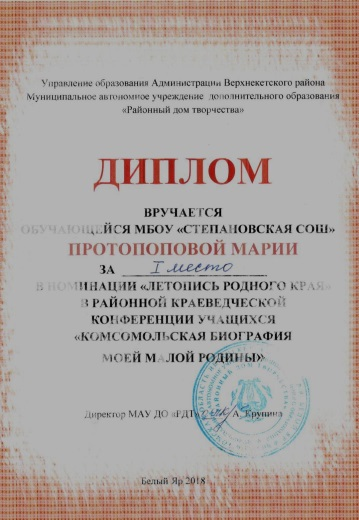 Управление образования Администрации Верхнекетского района
Муниципальное автономное учреждение дополнительного образования
«Районный дом творчества»
ДИПЛОМ
ВРУЧАЕТСЯ
ОБУЧАЮЩЕЙСЯ МБОУ «СТЕПАНОВСКАЯ СОШ»
ПРОТОПОПОВОЙ МАРИИ
ЗА I место
В НОМИНАЦИИ «ЛЕТОПИСЬ РОДНОГО КРАЯ»
В РАЙОННОЙ КРАЕВЕДЧЕСКОЙ
КОНФЕРЕНЦИИ УЧАЩИХСЯ
«КОМСОМОЛЬСКАЯ БИОГРАФИЯ
МОЕЙ МАЛОЙ РОДИНЫ»
Директор МАУ ДО «РДТ» А. Крупина
Белый Яр 2018